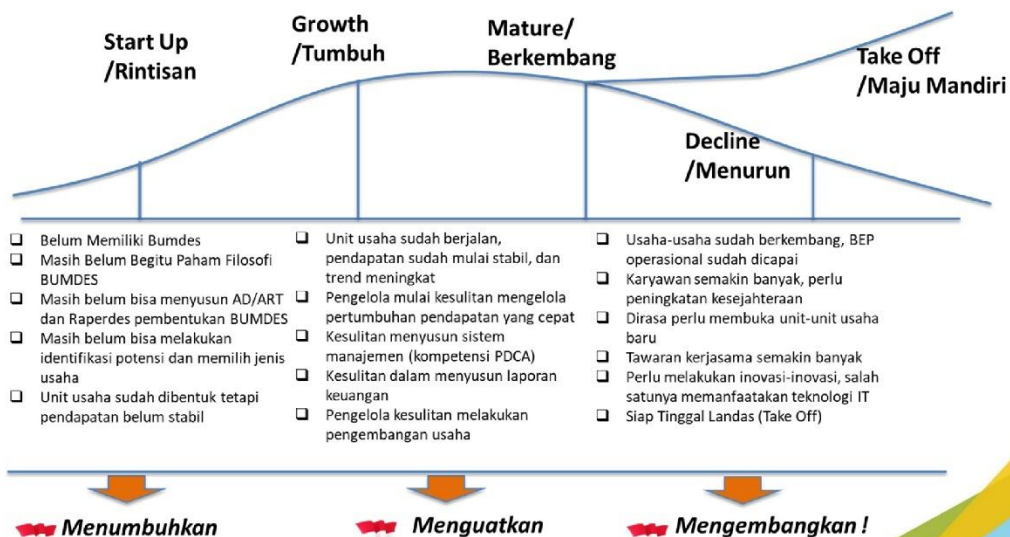 Start Up
/Rintisan
Growth
/Tumbuh
Mature/
Berkembang
Take Off
/Maju Mandiri
Decline
/Menurun
Belum Memiliki Bumdes
Masih Belum Begitu Paham Filosofi
BUMDES
Masih belum bisa menyusun AD/ART
dan Raperdes pembentukan BUMDES
Masih belum bisa melakukan
identifikasi potensi dan memilih jenis
usaha
Unit usaha sudah dibentuk tetapi
pendapatan belum stabil
Unit usaha sudah berjalan,
pendapatan sudah mulai stabil, dan
trend meningkat
Pengelola mulai kesulitan mengelola
pertumbuhan pendapatan yang cepat
Kesulitan menyusun sistem
manajemen (kompetensi PDCA)
Kesulitan dalam menyusun laporan
keuangan
Pengelola kesulitan melakukan
pengembangan usaha
Usaha-usaha sudah berkembang, BEP
operasional sudah dicapai
Karyawan semakin banyak, perlu
peningkatan kesejahteraan
Dirasa perlu membuka unit-unit usaha
baru
Tawaran kerjasama semakin banyak
Perlu melakukan inovasi-inovasi, salah
satunya memanfaatakan teknologi IT
Siap Tinggal Landas (Take Off)
Menumbuhkan
Menguatkan
Mengembangkan !